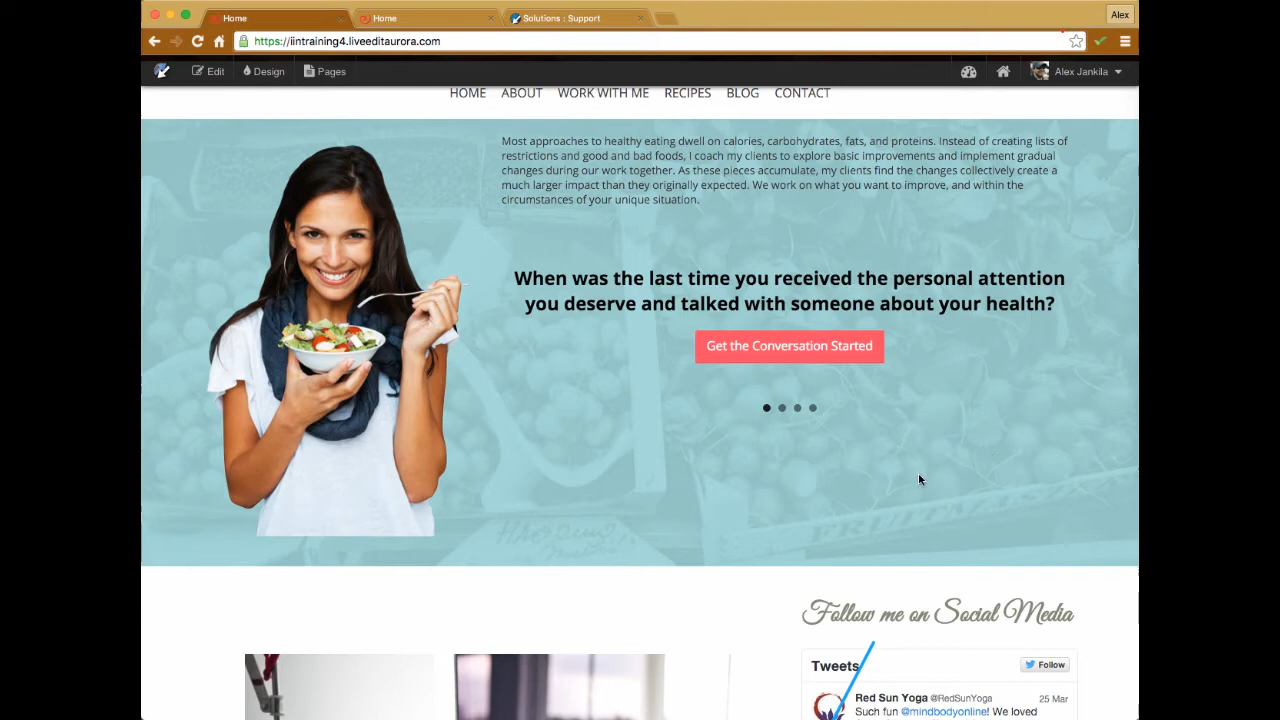 Home
Home
Solutions : Support
Alex
https://iintraining4.liveeditaurora.com
Edit
Design
Pages
Alex Jankila
HOME ABOUT WORK WITH ME RECIPES BLOG CONTACT
Most approaches to healthy eating dwell on calories, carbohydrates, fats, and proteins. Instead of creating lists of
restrictions and good and bad foods, I coach my clients to explore basic improvements and implement gradual
changes during our work together. As these pieces accumulate, my clients find the changes collectively create a
much larger impact than they originally expected. We work on what you want to improve, and within the
circumstances of your unique situation.
When was the last time you received the personal attention
you deserve and talked with someone about your health?
Get the Conversation Started
Follow me on Social Media
Tweets
Follow
Red Sun Yoga @RedSunYoga 25 Mar
Such fun @mindbodyonline! We loved